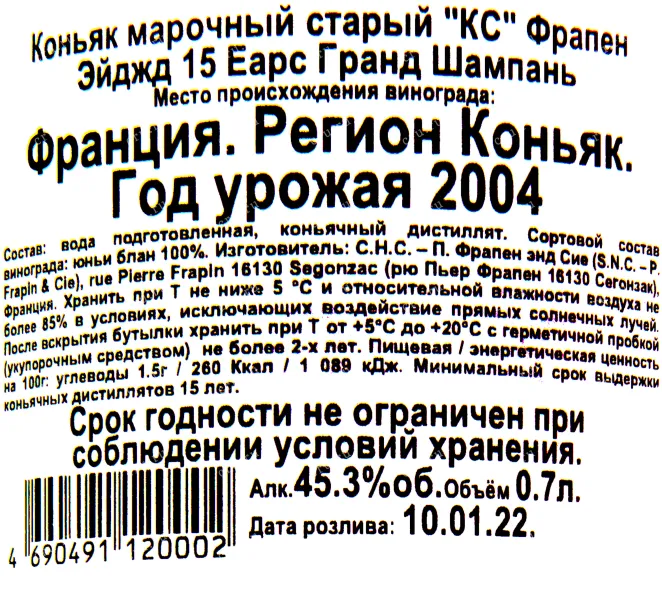 Коньяк марочный старый "КС" Фрапен
Эйджд 15 Еарс Гранд Шампань
Место происхождения винограда:
Франция. Регион Коньяк.
Год урожая 2004
Состав: вода подготовленная, коньячный дистиллят. Сортовой состав
винограда: юньи блан 100%. Изготовитель: С.Н.С. – П. Фрапен энд Сие (S.N.C. –P.
Frapin & Cie), rue Pierre Frapin 16130 Segonzac (рю Пьер Фрапен 16130 Сегонзак),
Франция. Хранить при Т не ниже 5 °С и относительной влажности воздуха не
более 85% в условиях, исключающих воздействие прямых солнечных лучей.
После вскрытия бутылки хранить при Т от +5°С до +20°С с герметичной пробкой
(укупорочным средством) не более 2-х лет. Пищевая / энергетическая ценность
на 100г: углеводы 1.5г / 260 Ккал / 1 089 кДж. Минимальный срок выдержки
коньячных дистиллятов 15 лет.
Срок годности не ограничен при
соблюдении условий хранения.
Алк.45.3%об.Объём 0.7л.
Дата розлива: 10.01.22.
4 690491 120002